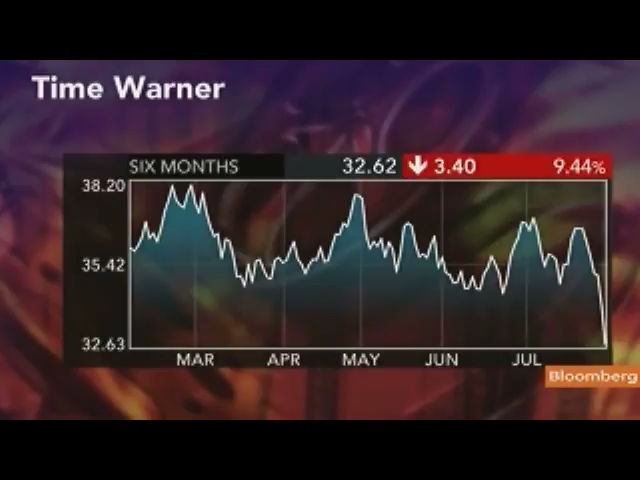 Time Warner
SIX MONTHS 32.62 3.40 9.44%
38.20
35.42
32.63
MAR APR MAY JUN JUL
Bloomberg